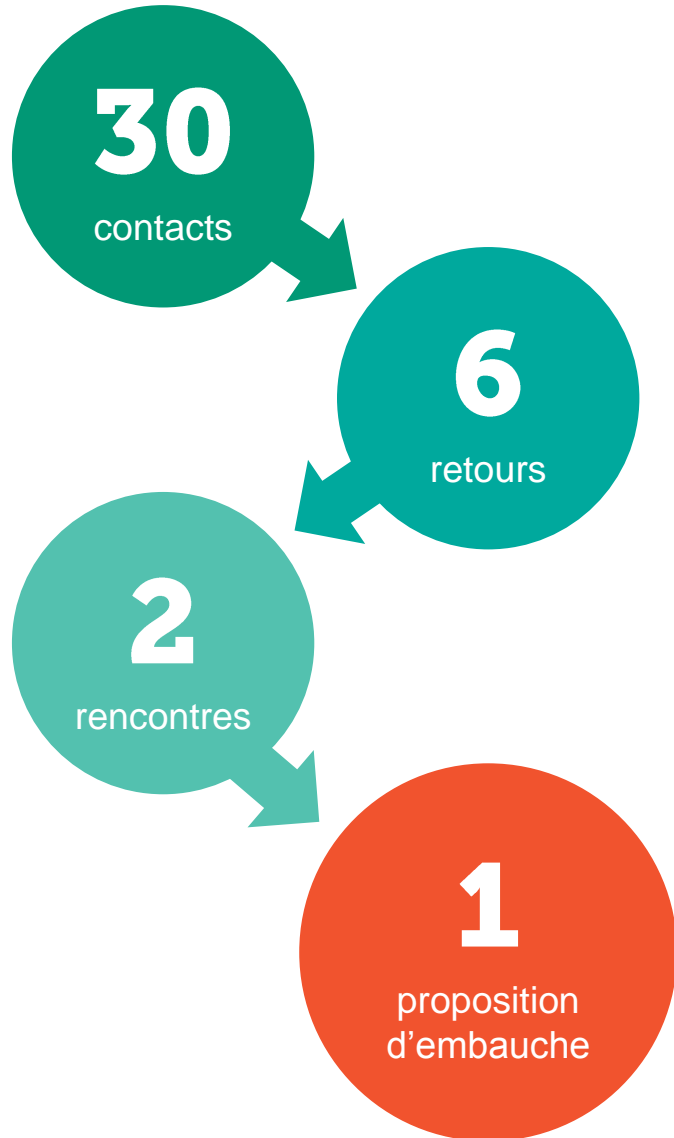 30
contacts
6
retours
2
rencontres
1
proposition
d’embauche